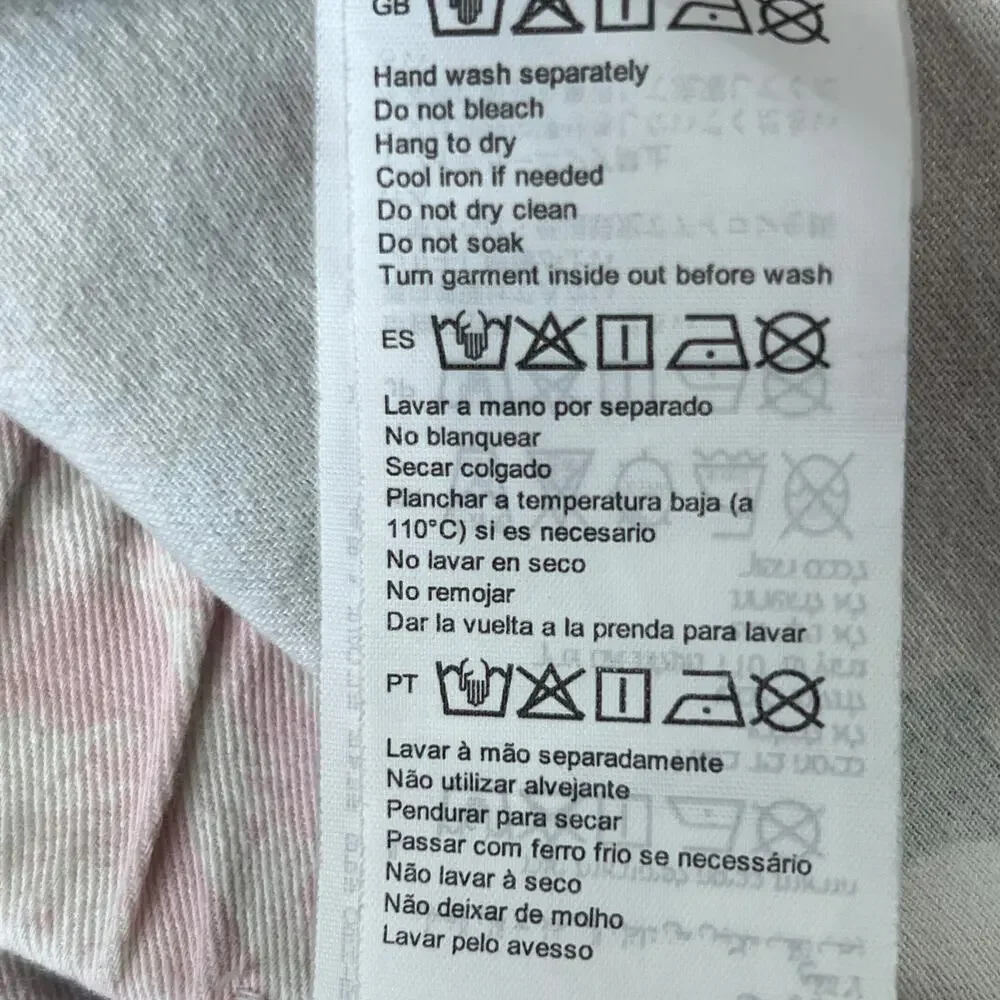 GB
Hand wash separately
Do not bleach
Hang to dry
Cool iron if needed
Do not dry clean
Do not soak
Turn garment inside out before wash
ES
Lavar a mano por separado
No blanquear
Secar colgado
Planchar a temperatura baja (a
110°C) si es necesario
No lavar en seco
No remojar
Dar la vuelta a la prenda para lavar
PT
Lavar à mão separadamente
Não utilizar alvejante
Pendurar para secar
Passar com ferro frio se necessário
Não lavar à seco
Não deixar de molho
Lavar pelo avesso